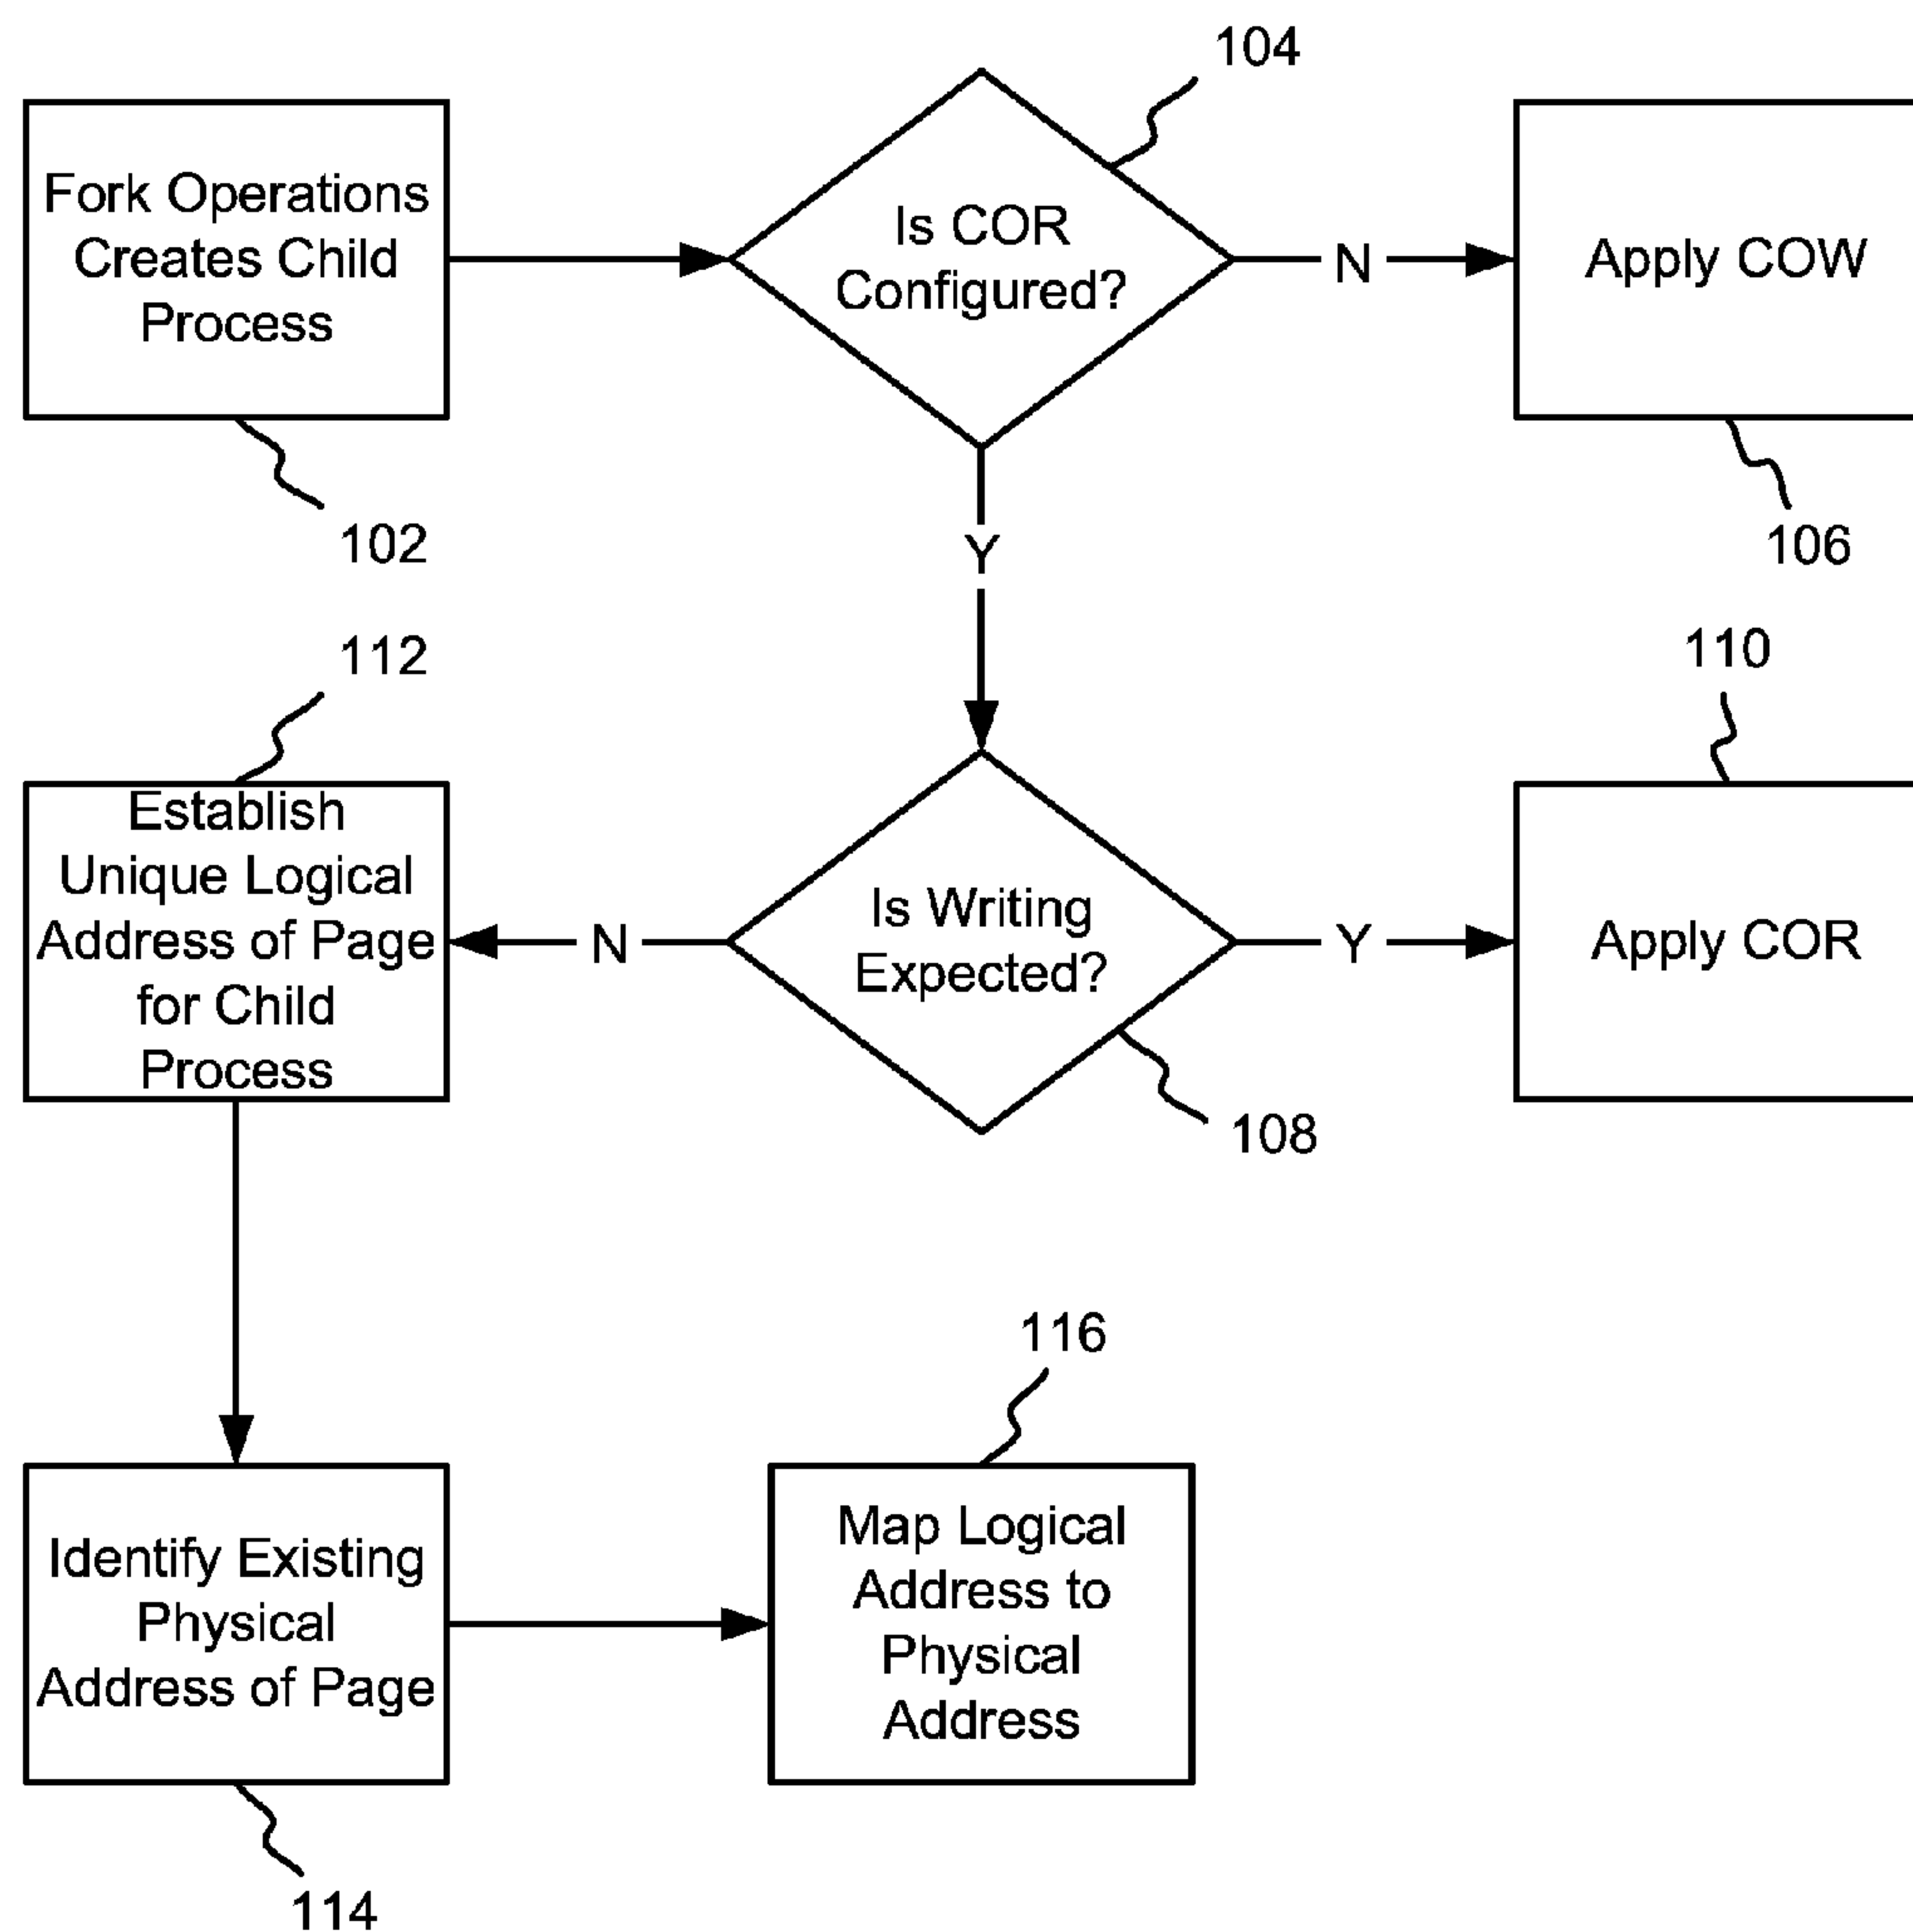 104
Fork Operations
Creates Child
Process
Is COR
Configured?
N
Apply COW
102
Y
106
112
110
Establish
Unique Logical
Address of Page
for Child
Process
N
Is Writing
Expected?
Y
Apply COR
108
116
Identify Existing
Physical
Address of Page
Map Logical
Address to
Physical
Address
114